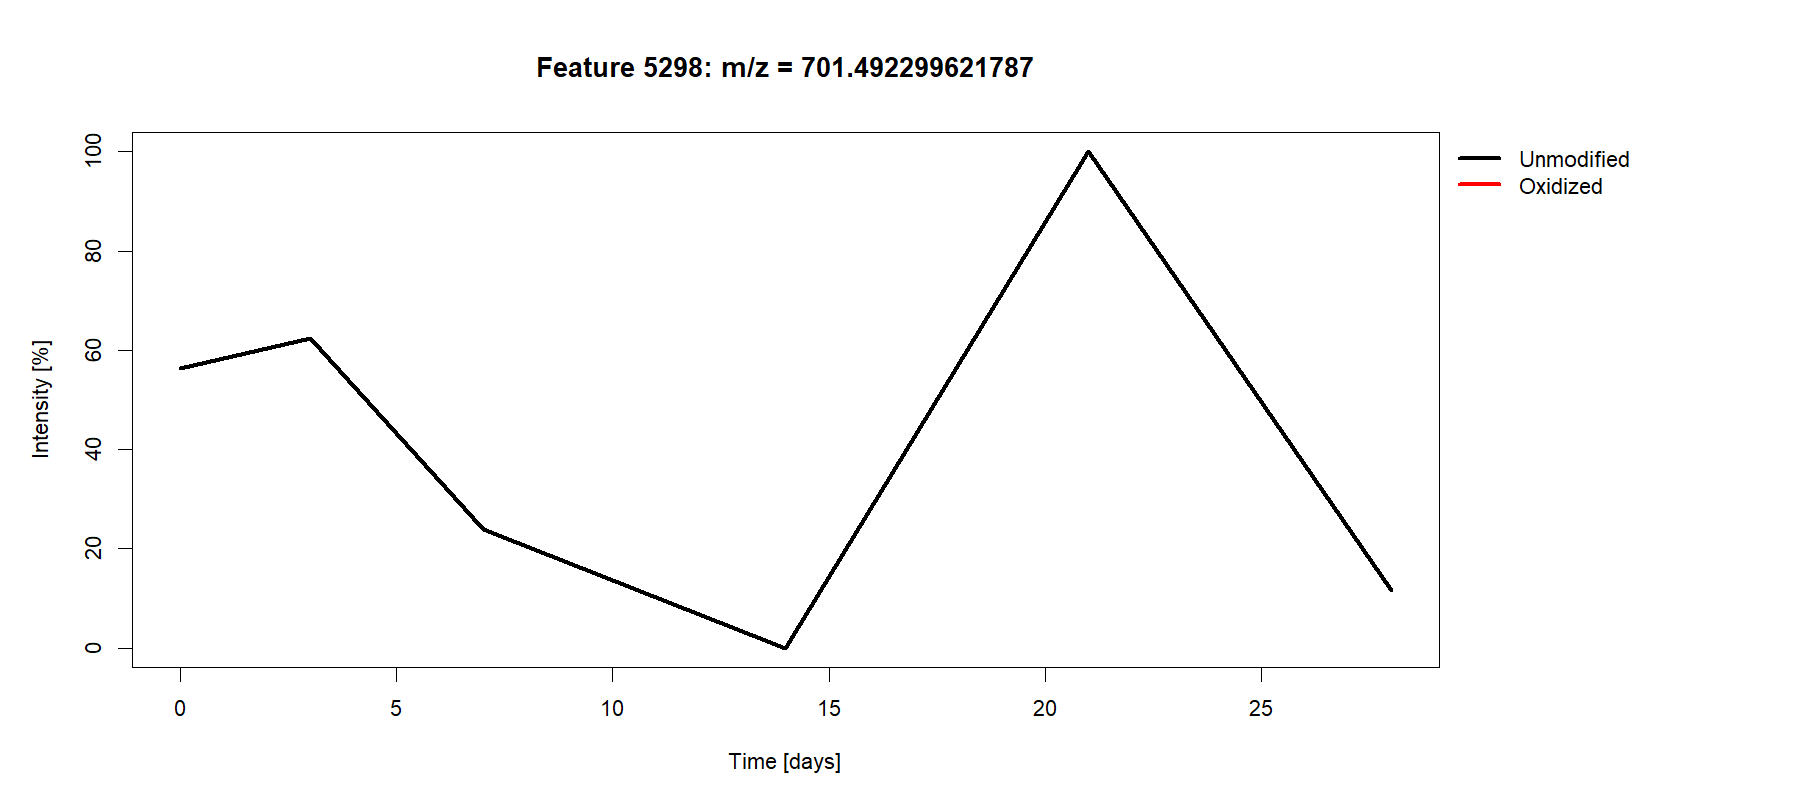 Feature 5298: m/z = 701.492299621787
Unmodified
Oxidized
Intensity [%]
100
80
60
40
20
0
0 5 10 15 20 25
Time [days]